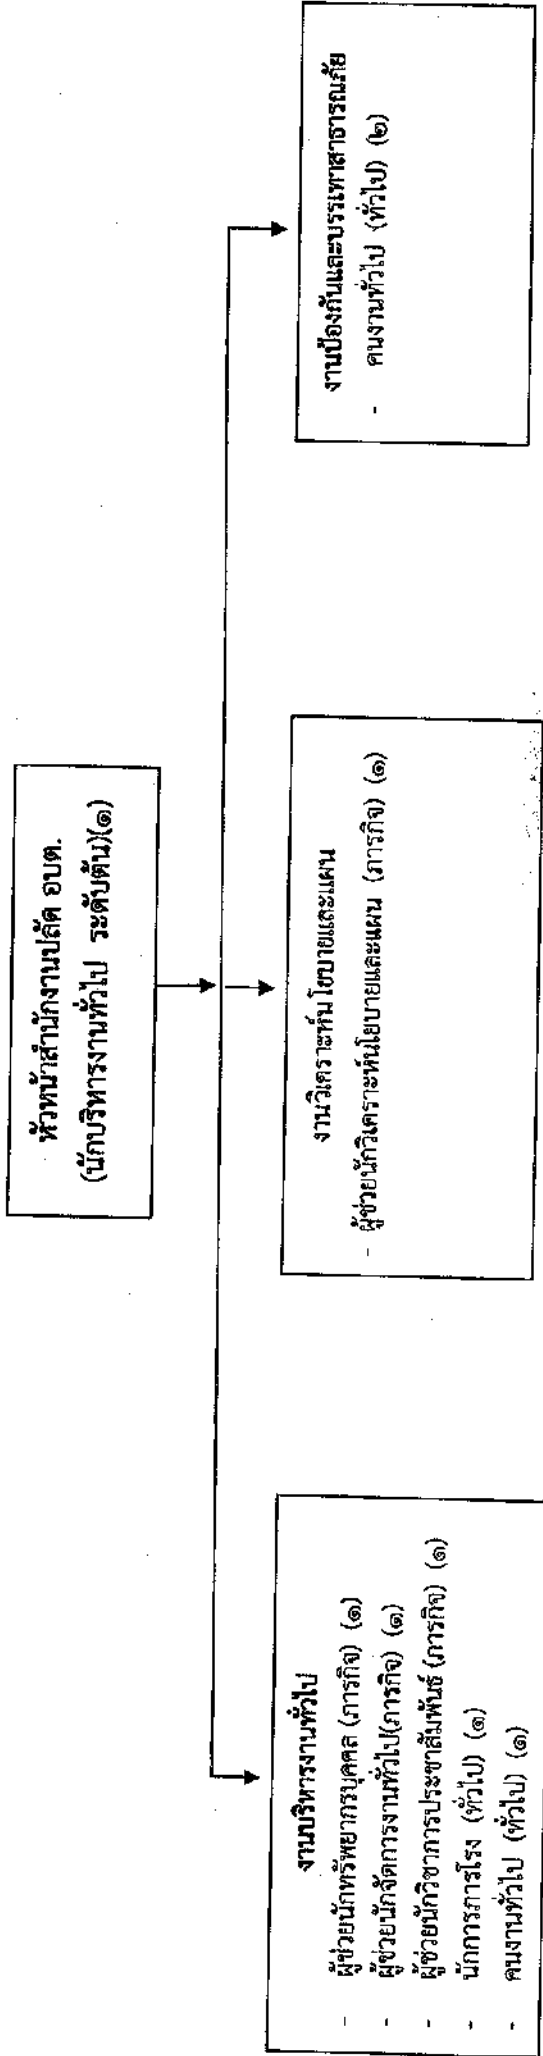 หัวหน้าสำนักงานปลัด อบต.
(นักบริหารงานทั่วไป ระดับต้น)(๑)
งานบริหารงานทั่วไป
- ผู้ช่วยนักทรัพยากรบุคคล (ภารกิจ) (๑)
- ผู้ช่วยนักจัดการงานทั่วไป(ภารกิจ) (๑)
- ผู้ช่วยนักวิชาการประชาสัมพันธ์ (ภารกิจ) (๑)
- นักการภารโรง (ทั่วไป) (๑)
- คนงานทั่วไป (ทั่วไป) (๑)
งานวิเคราะห์นโยบายและแผน
- ผู้ช่วยนักวิเคราะห์นโยบายและแผน (ภารกิจ) (๑)
งานป้องกันและบรรเทาสาธารณภัย
- คนงานทั่วไป (ทั่วไป) (๒)